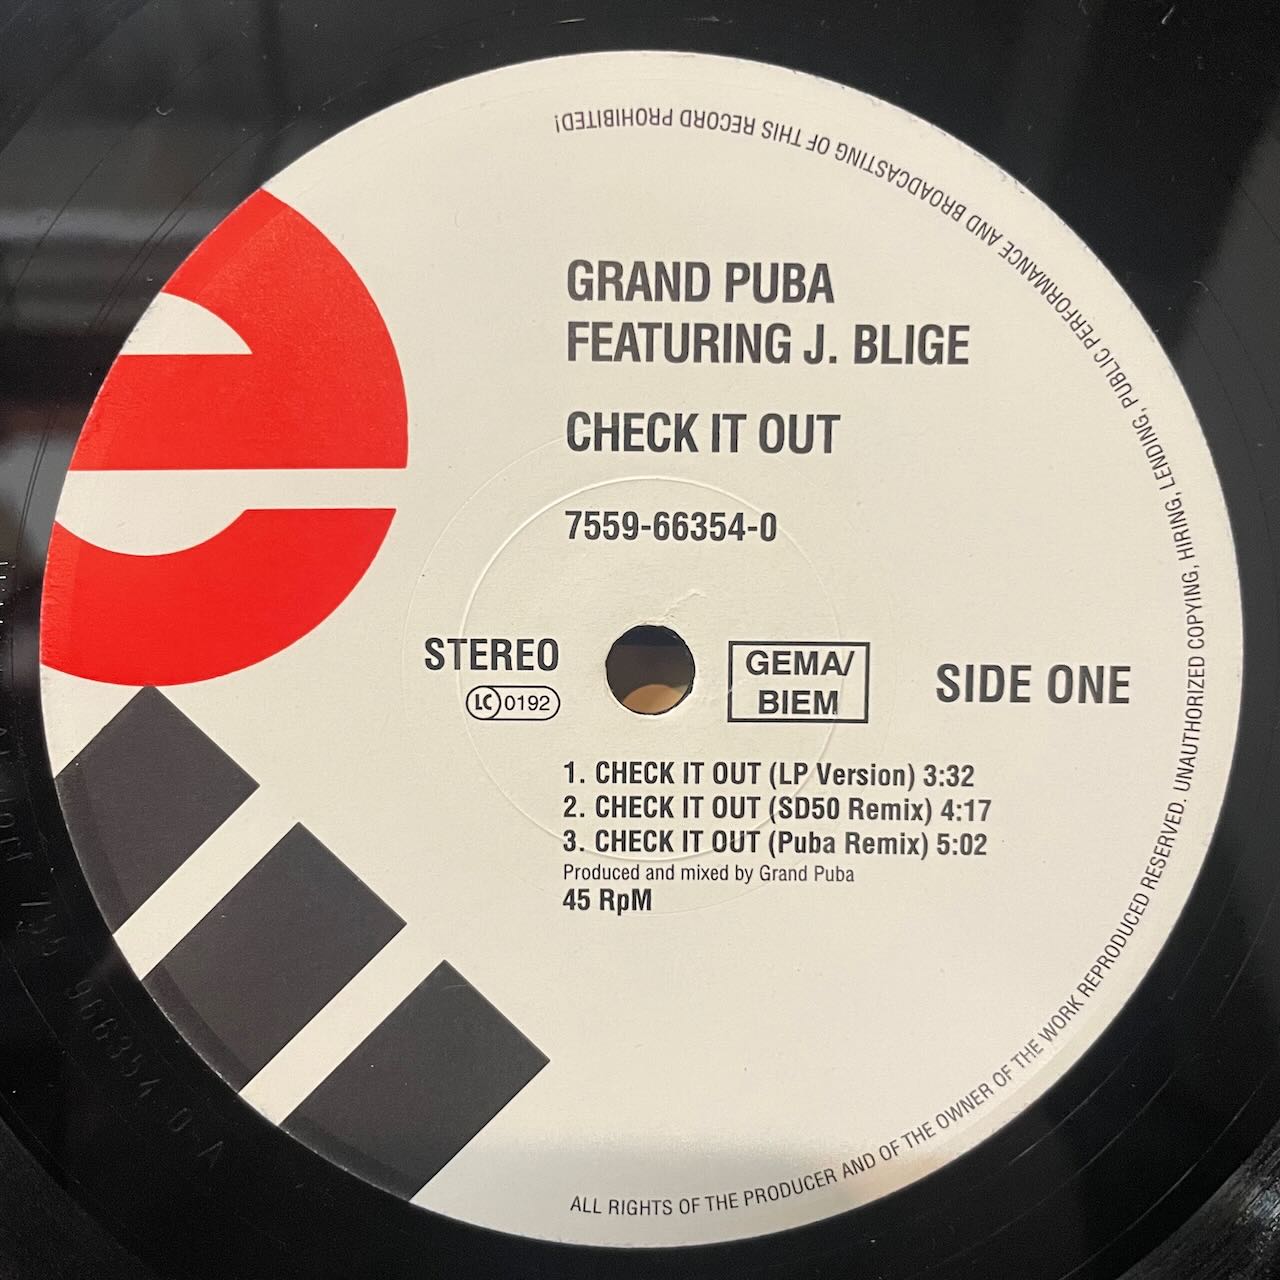 GRAND PUBA
FEATURING J. BLIGE
CHECK IT OUT
7559-66354-0
STEREO
LC 0192
GEMA/
BIEM
SIDE ONE
1. CHECK IT OUT (LP Version) 3:32
2. CHECK IT OUT (SD50 Remix) 4:17
3. CHECK IT OUT (Puba Remix) 5:02
Produced and mixed by Grand Puba
45 RpM
ALL RIGHTS OF THE PRODUCER AND OF THE OWNER OF THE WORK REPRODUCED RESERVED. UNAUTHORIZED COPYING, HIRING, LENDING, PUBLIC PERFORMANCE AND BROADCASTING OF THIS RECORD PROHIBITED!
966354-0 A